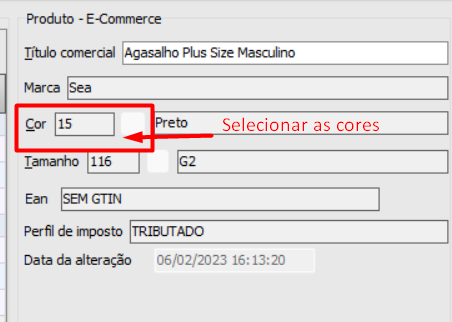 Produto - E-Commerce
Título comercial Agasalho Plus Size Masculino
Marca Sea
Cor 15 Preto Selecionar as cores
Tamanho 116 G2
Ean SEM GTIN
Perfil de imposto TRIBUTADO
Data da alteração 06/02/2023 16:13:20